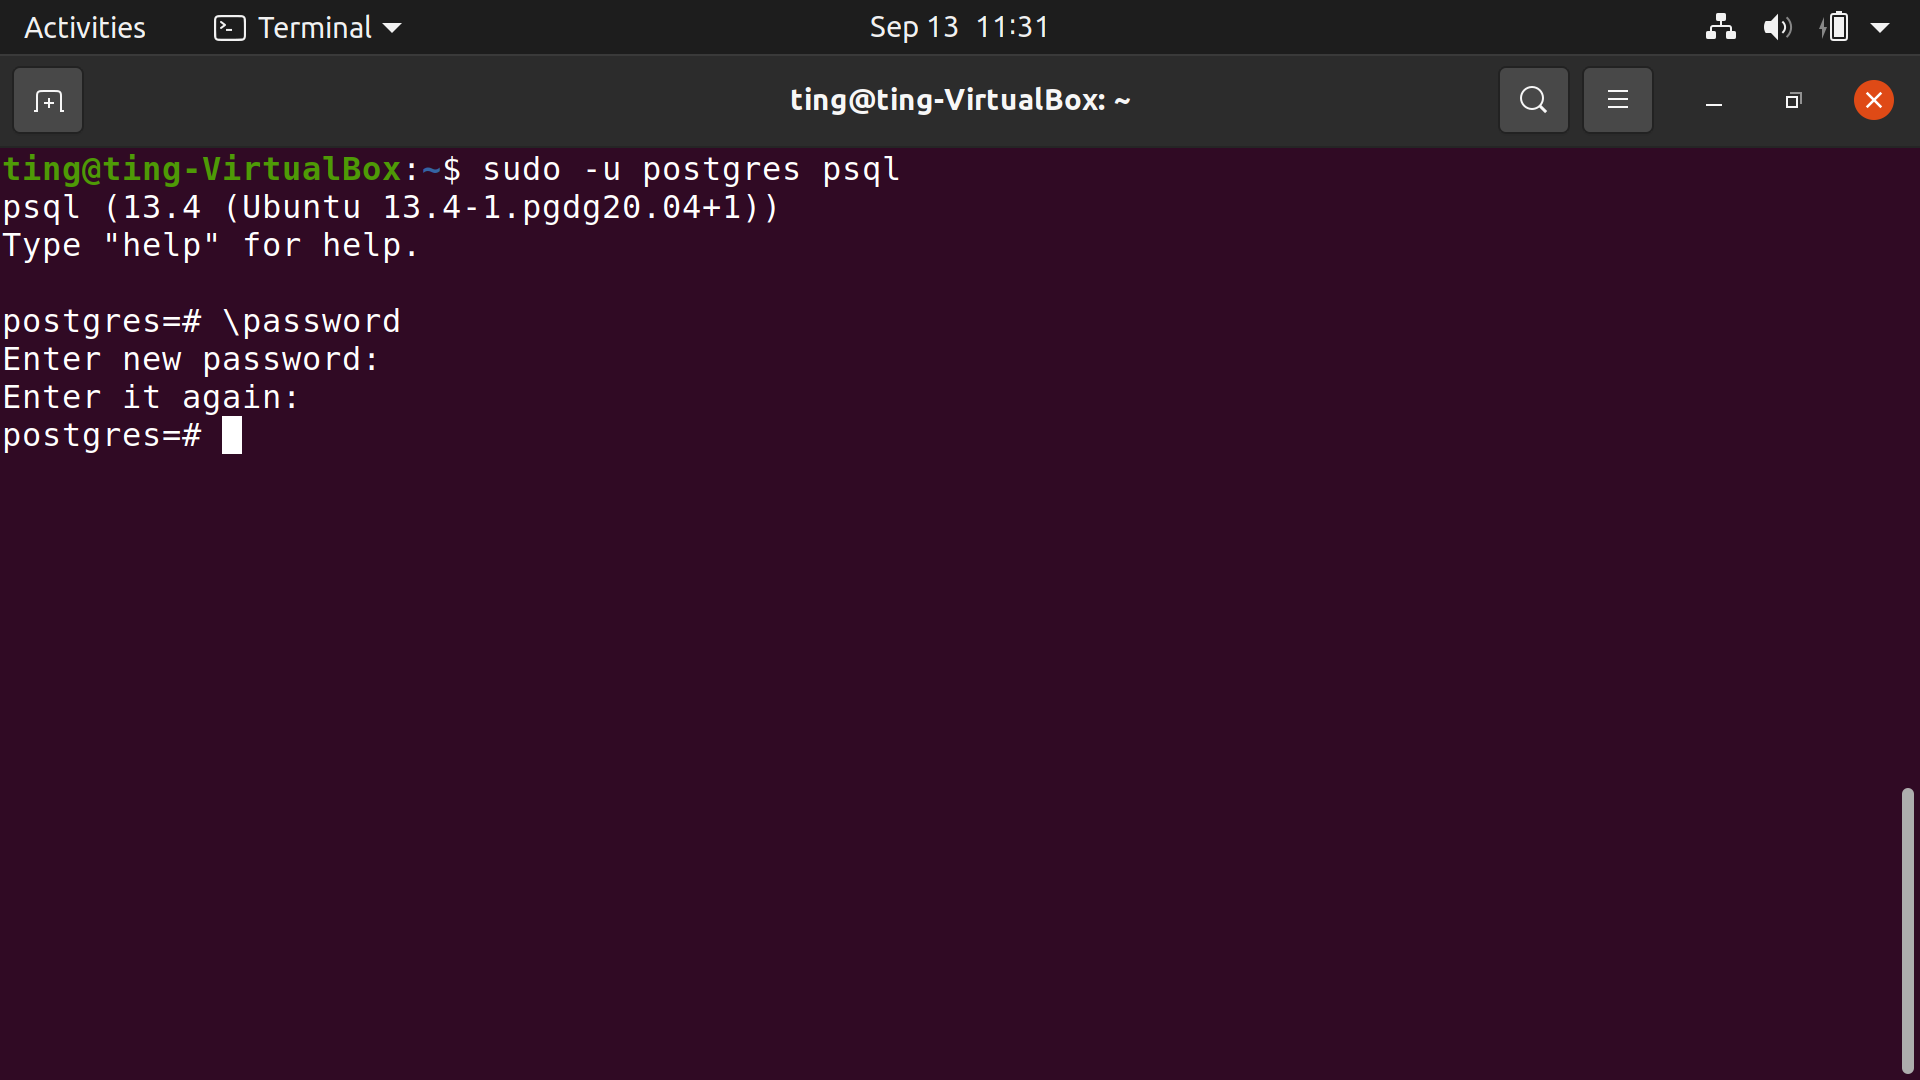 Activities Terminal Sep 13 11:31
ting@ting-VirtualBox: ~
ting@ting-VirtualBox:~$ sudo -u postgres psql
psql (13.4 (Ubuntu 13.4-1.pgdg20.04+1))
Type "help" for help.
postgres=# \password
Enter new password:
Enter it again:
postgres=#